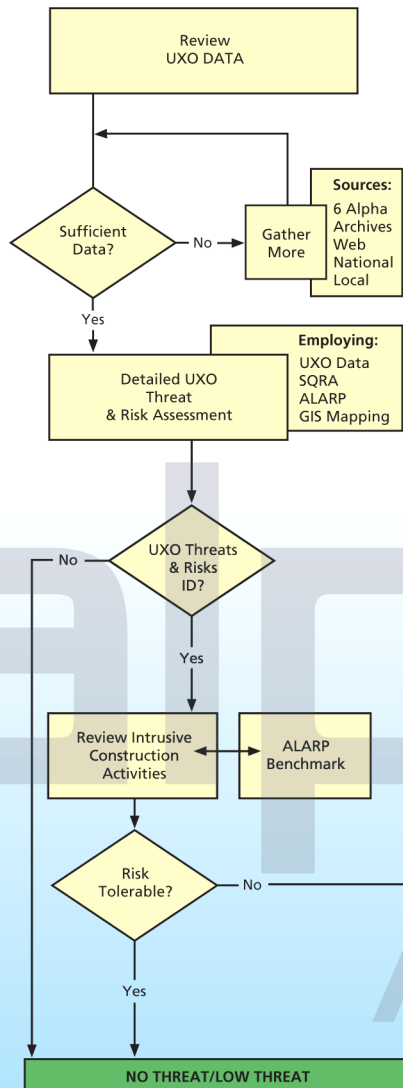 Review
UXO DATA
Sufficient
Data?
No
Gather
More
Sources:
6 Alpha
Archives
Web
National
Local
Yes
Employing:
UXO Data
SQRA
ALARP
GIS Mapping
Detailed UXO
Threat
& Risk Assessment
UXO Threats
& Risks
ID?
No
Yes
Review Intrusive
Construction
Activities
ALARP
Benchmark
Risk
Tolerable?
No
Yes
NO THREAT/LOW THREAT